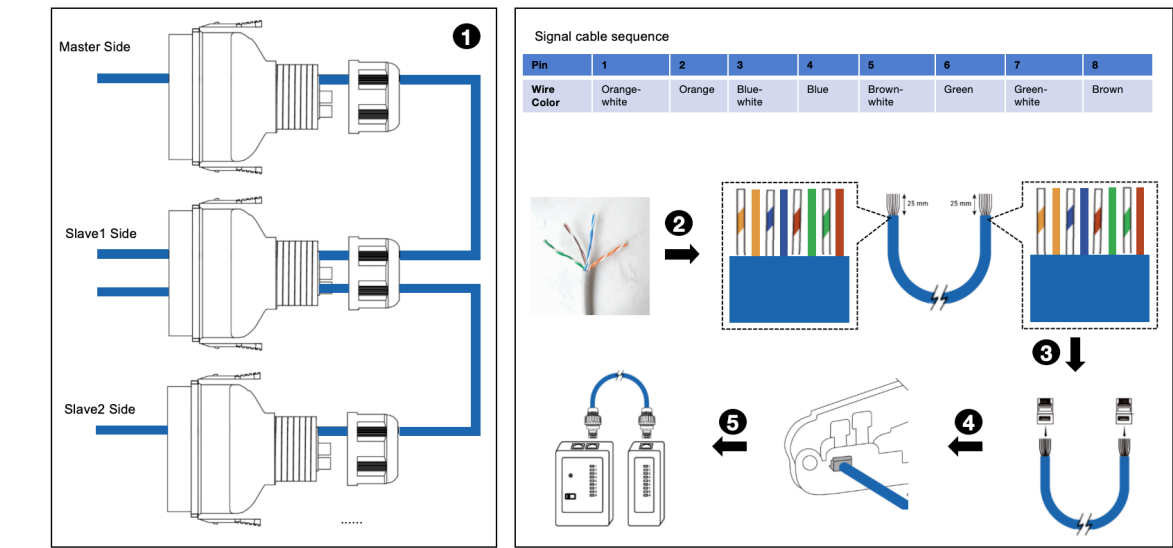 Master Side
1
Slave1 Side
Slave2 Side
......
Signal cable sequence
Pin 1 2 3 4 5 6 7 8
Wire Color Orange-white Orange Blue-white Blue Brown-white Green Green-white Brown
2
25 mm
25 mm
3
4
5